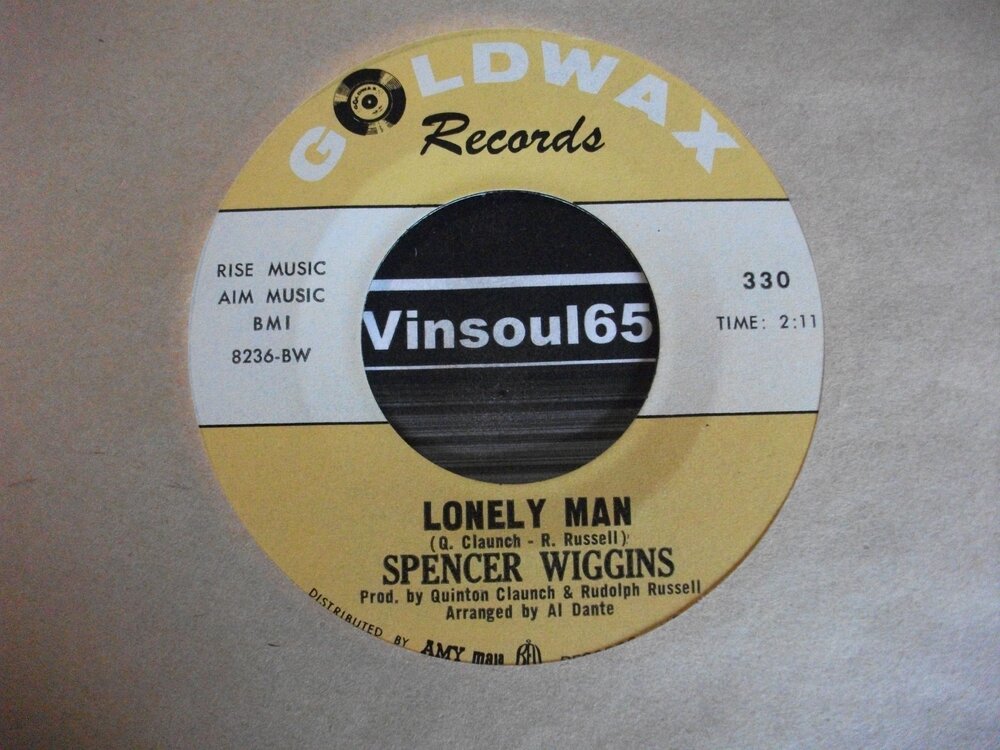 GOLDWAX
Records
RISE MUSIC
AIM MUSIC
BMI
8236-BW
330
TIME: 2:11
Vinsoul65
LONELY MAN
(Q. Claunch - R. Russell)
SPENCER WIGGINS
Prod. by Quinton Claunch & Rudolph Russell
Arranged by Al Dante
DISTRIBUTED BY AMY mala BELL